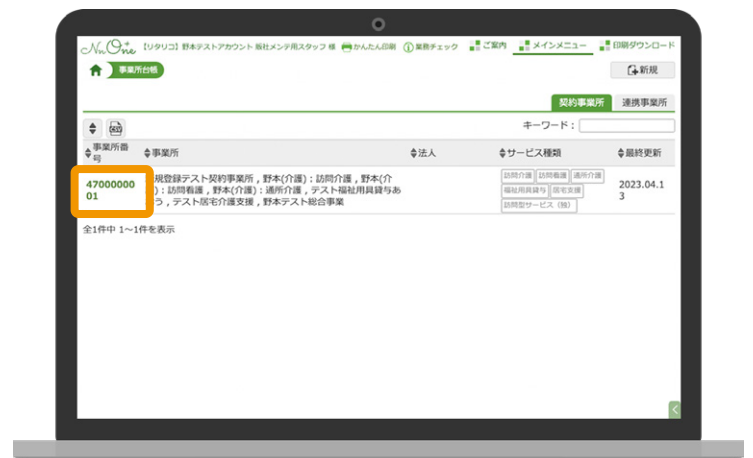 NnOne 【リタリコ】野本テストアカウント 販社メンテ用スタッフ 様 かんたん印刷 業務チェック ご案内 メインメニュー 印刷ダウンロード
事業所台帳 新規
契約事業所 連携事業所
CSV キーワード：
事業所番号 事業所 法人 サービス種類 最終更新
4700000001
規登録テスト契約事業所 , 野本(介護) : 訪問介護 , 野本(介
) : 訪問看護 , 野本(介護) : 通所介護 , テスト福祉用具貸与あ
う , テスト居宅介護支援 , 野本テスト総合事業
訪問介護 訪問看護 通所介護
福祉用具貸与 居宅支援
訪問型サービス（独）
2023.04.13
全1件中 1～1件を表示